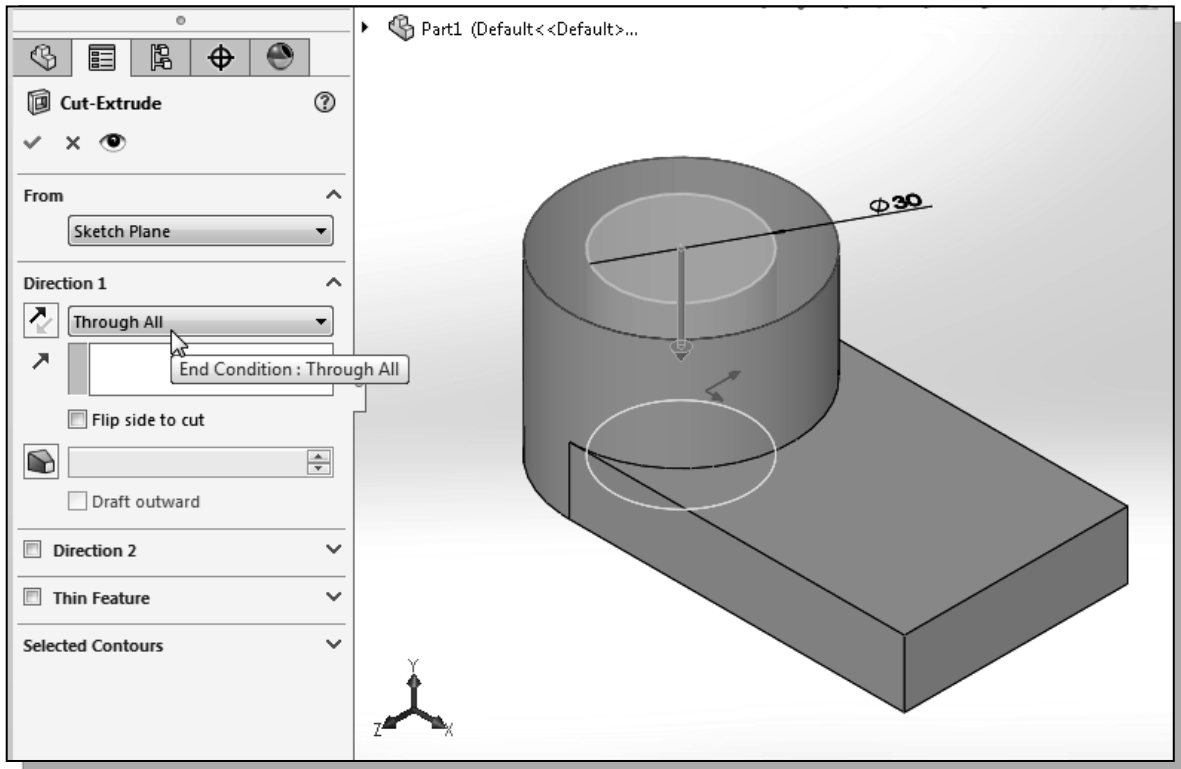 Part1 (Default<<Default>...
Cut-Extrude
From
Sketch Plane
Direction 1
Through All
End Condition : Through All
Flip side to cut
Draft outward
Direction 2
Thin Feature
Selected Contours
Φ30
Y
Z
X